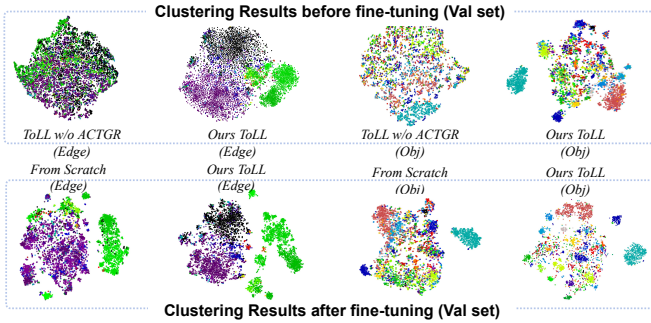 Clustering Results before fine-tuning (Val set)
ToLL w/o ACTGR Ours ToLL ToLL w/o ACTGR Ours ToLL
(Edge) (Edge) (Obj) (Obj)
From Scratch Ours ToLL From Scratch Ours ToLL
(Edge) (Edge) (Obj) (Obj)
Clustering Results after fine-tuning (Val set)